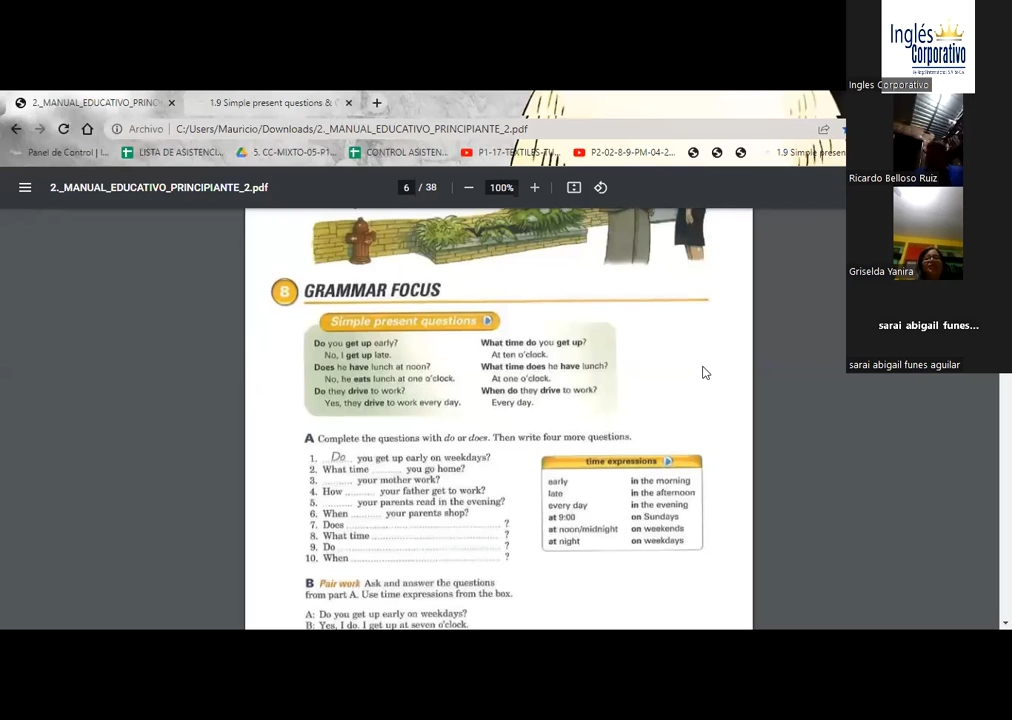 Inglés
Corporativo
Ingles Corporativo
2._MANUAL_EDUCATIVO_PRINC
1.9 Simple present questions &
Archivo
C:/Users/Mauricio/Downloads/2._MANUAL_EDUCATIVO_PRINCIPIANTE_2.pdf
Panel de Control | I...
LISTA DE ASISTENCI...
5. CC-MIXTO-05-P1...
CONTROL ASISTEN...
P1-17-TEXTILES-TU...
P2-02-8-9-PM-04-2...
1.9 Simple presen
Ricardo Belloso Ruiz
2._MANUAL_EDUCATIVO_PRINCIPIANTE_2.pdf
6 / 38
100%
Griselda Yanira
sarai abigail funes...
sarai abigail funes aguilar
8 GRAMMAR FOCUS
Simple present questions
Do you get up early?
No, I get up late.
Does he have lunch at noon?
No, he eats lunch at one o'clock.
Do they drive to work?
Yes, they drive to work every day.
What time do you get up?
At ten o'clock.
What time does he have lunch?
At one o'clock.
When do they drive to work?
Every day.
A Complete the questions with do or does. Then write four more questions.
1. Do you get up early on weekdays?
2. What time ........ you go home?
3. ........ your mother work?
4. How ........ your father get to work?
5. ........ your parents read in the evening?
6. When ........ your parents shop?
7. Does ........ ?
8. What time ........ ?
9. Do ........ ?
10. When ........ ?
time expressions
early
late
every day
at 9:00
at noon/midnight
at night
in the morning
in the afternoon
in the evening
on Sundays
on weekends
on weekdays
B Pair work Ask and answer the questions
from part A. Use time expressions from the box.
A: Do you get up early on weekdays?
B: Yes, I do. I get up at seven o'clock.